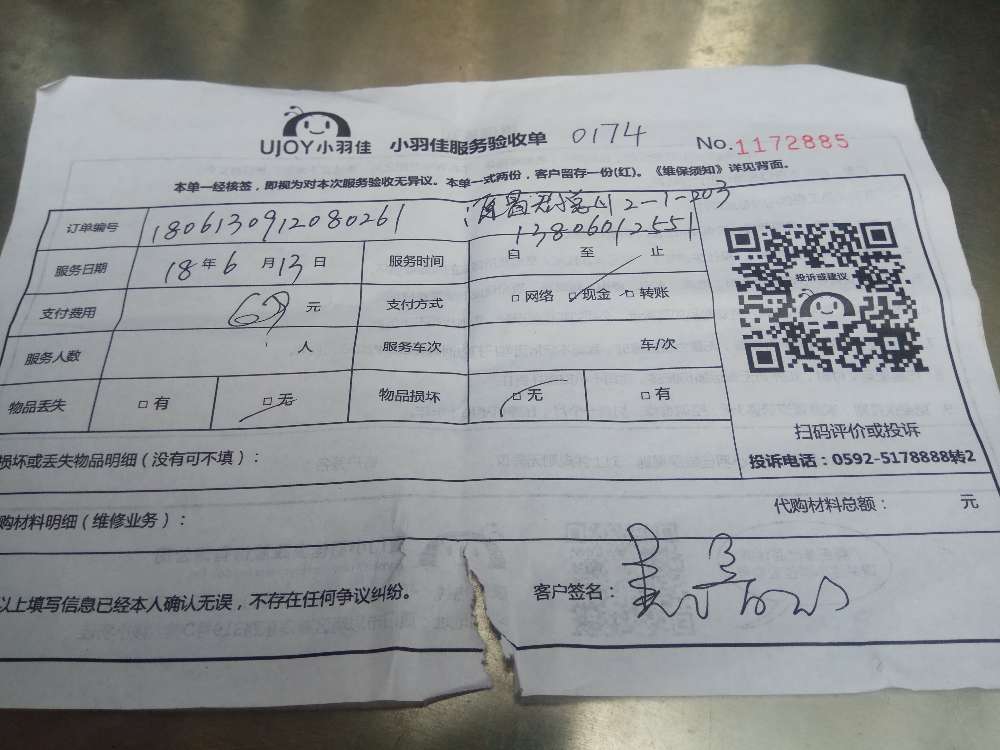 UJOY小羽佳 小羽佳服务验收单 0174 No.1172885
本单一经核签，即视为对本次服务验收无异议。本单一式两份，客户留存一份(红)。《维保须知》详见背面。
订单编号 1806130912080261 2-1-203
13806012551
服务日期 18年6月13日 服务时间 自 至 止
支付费用 元 支付方式 □网络 □现金 □转账
服务人数 人 服务车次 车/次
物品丢失 □有 □无 物品损坏 □无 □有
投诉或建议
扫码评价或投诉
投诉电话：0592-5178888转2
损坏或丢失物品明细（没有可不填）：
代购材料总额： 元
购材料明细（维修业务）：
以上填写信息已经本人确认无误，不存在任何争议纠纷。 客户签名：